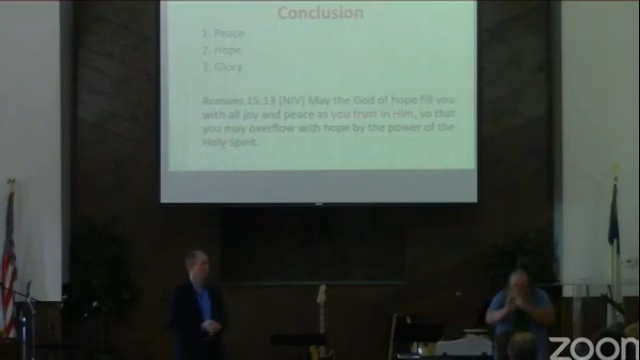 Conclusion
1. Peace
2. Hope
3. Glory
Romans 15:13 (NIV) May the God of hope fill you
with all joy and peace as you trust in Him, so that
you may overflow with hope by the power of the
Holy Spirit.
zoom